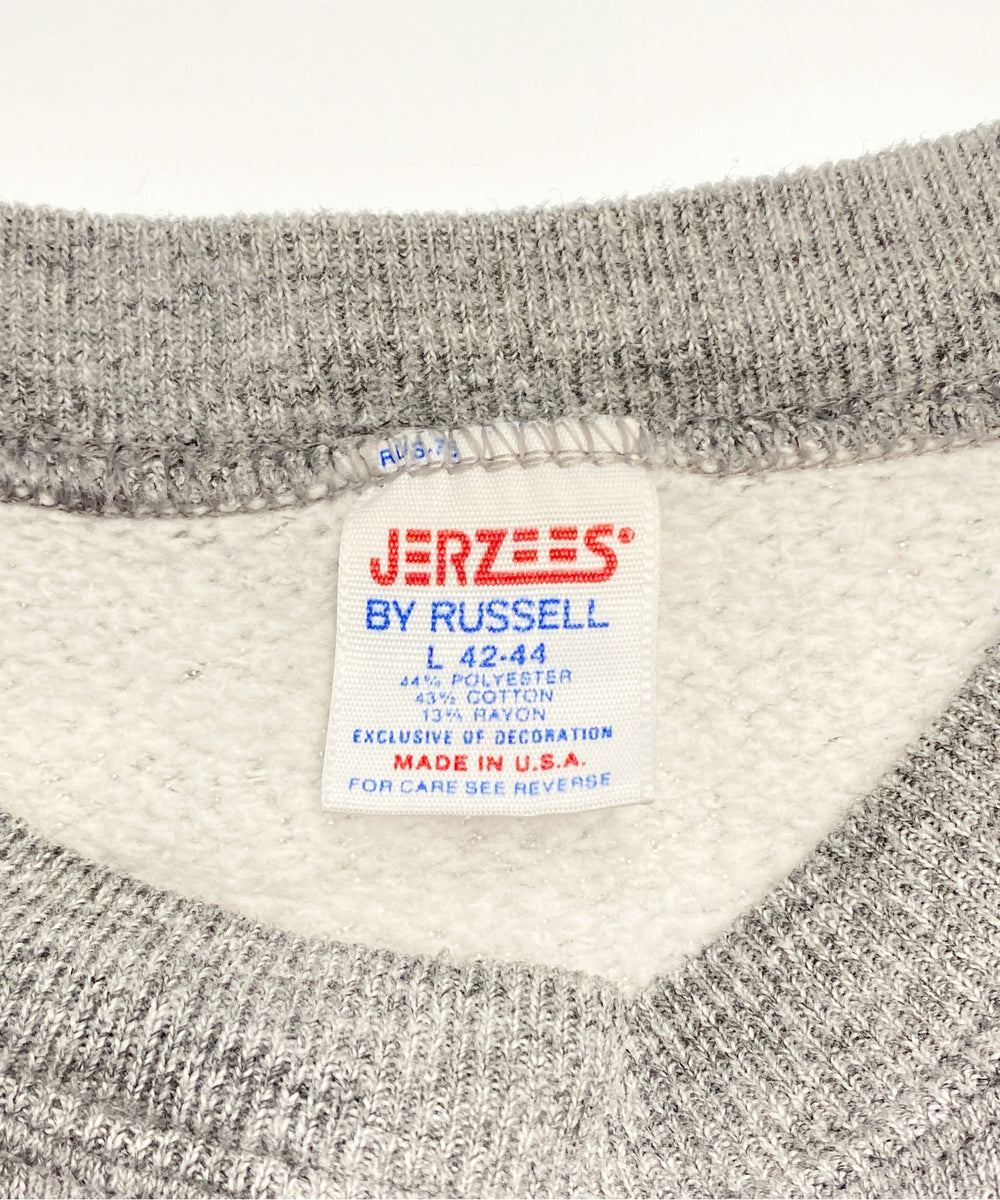 JERZEES®
BY RUSSELL
L 42-44
44% POLYESTER
43% COTTON
13% RAYON
EXCLUSIVE OF DECORATION
MADE IN U.S.A.
FOR CARE SEE REVERSE